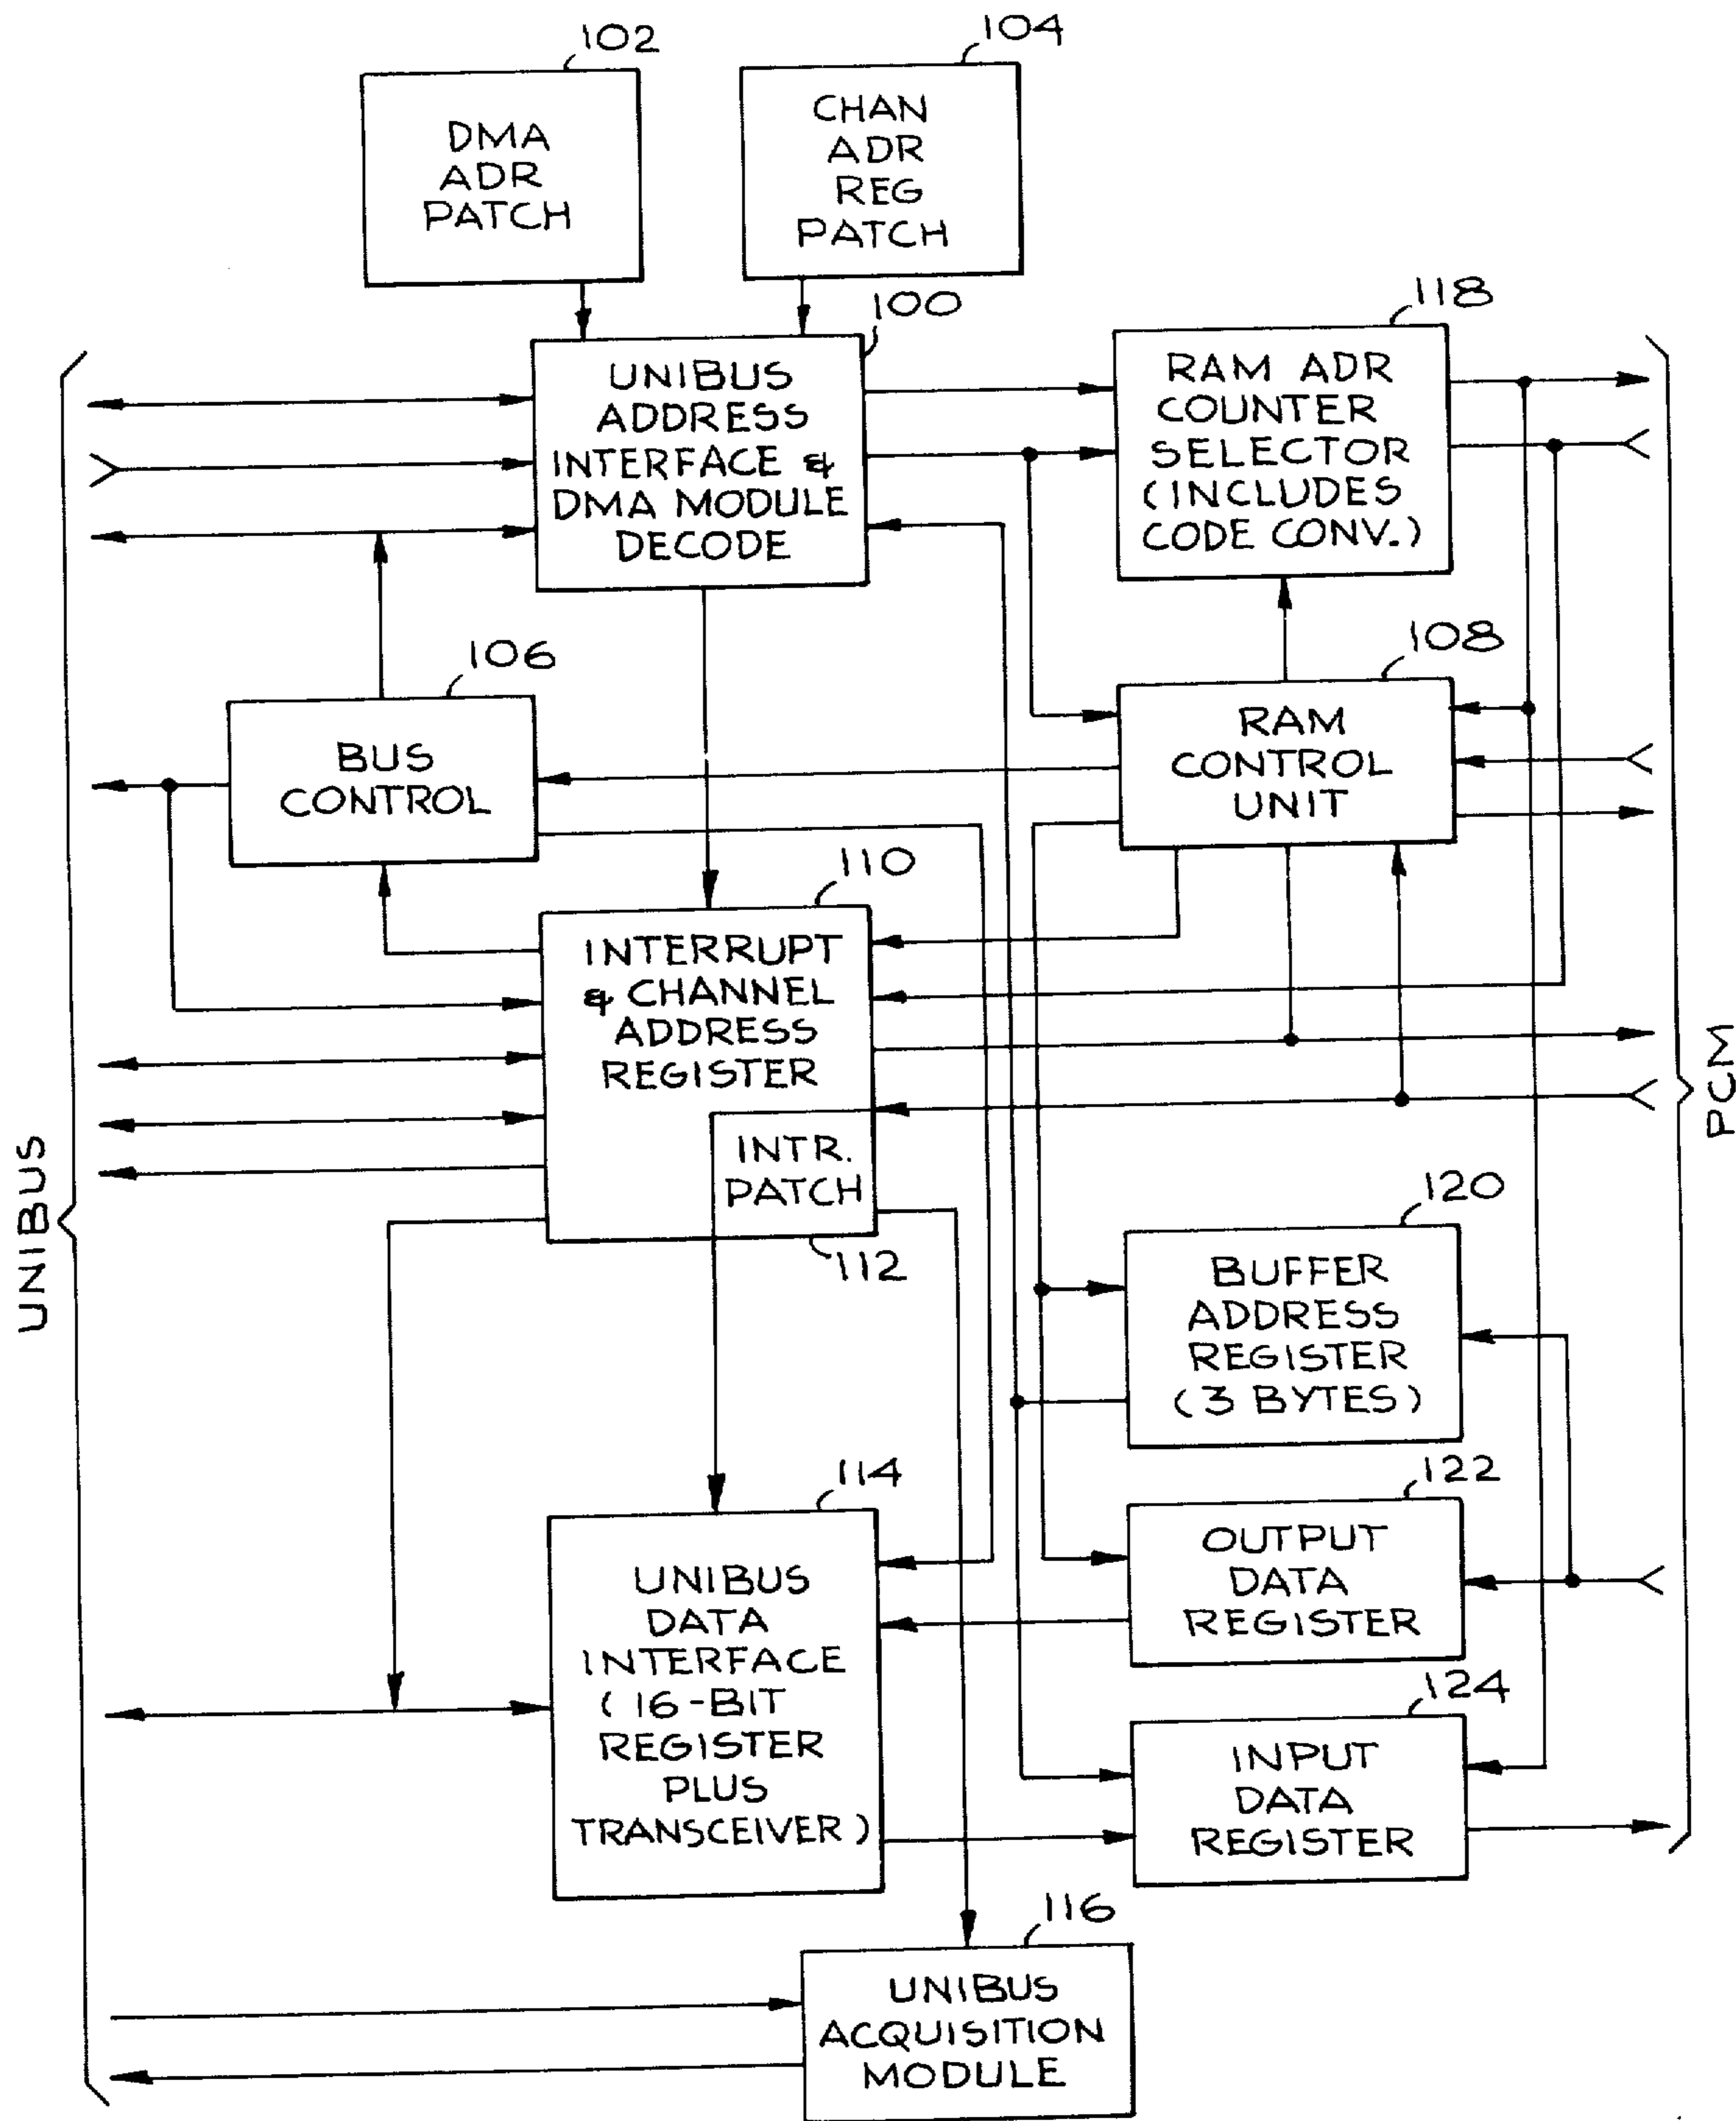 102
DMA
ADR
PATCH
104
CHAN
ADR
REG
PATCH
100
UNIBUS
ADDRESS
INTERFACE &
DMA MODULE
DECODE
118
RAM ADR
COUNTER
SELECTOR
(INCLUDES
CODE CONV.)
106
BUS
CONTROL
108
RAM
CONTROL
UNIT
110
INTERRUPT
& CHANNEL
ADDRESS
REGISTER
INTR.
PATCH
112
UNIBUS
PCM
120
BUFFER
ADDRESS
REGISTER
(3 BYTES)
114
UNIBUS
DATA
INTERFACE
(16-BIT
REGISTER
PLUS
TRANSCEIVER)
122
OUTPUT
DATA
REGISTER
124
INPUT
DATA
REGISTER
116
UNIBUS
ACQUISITION
MODULE